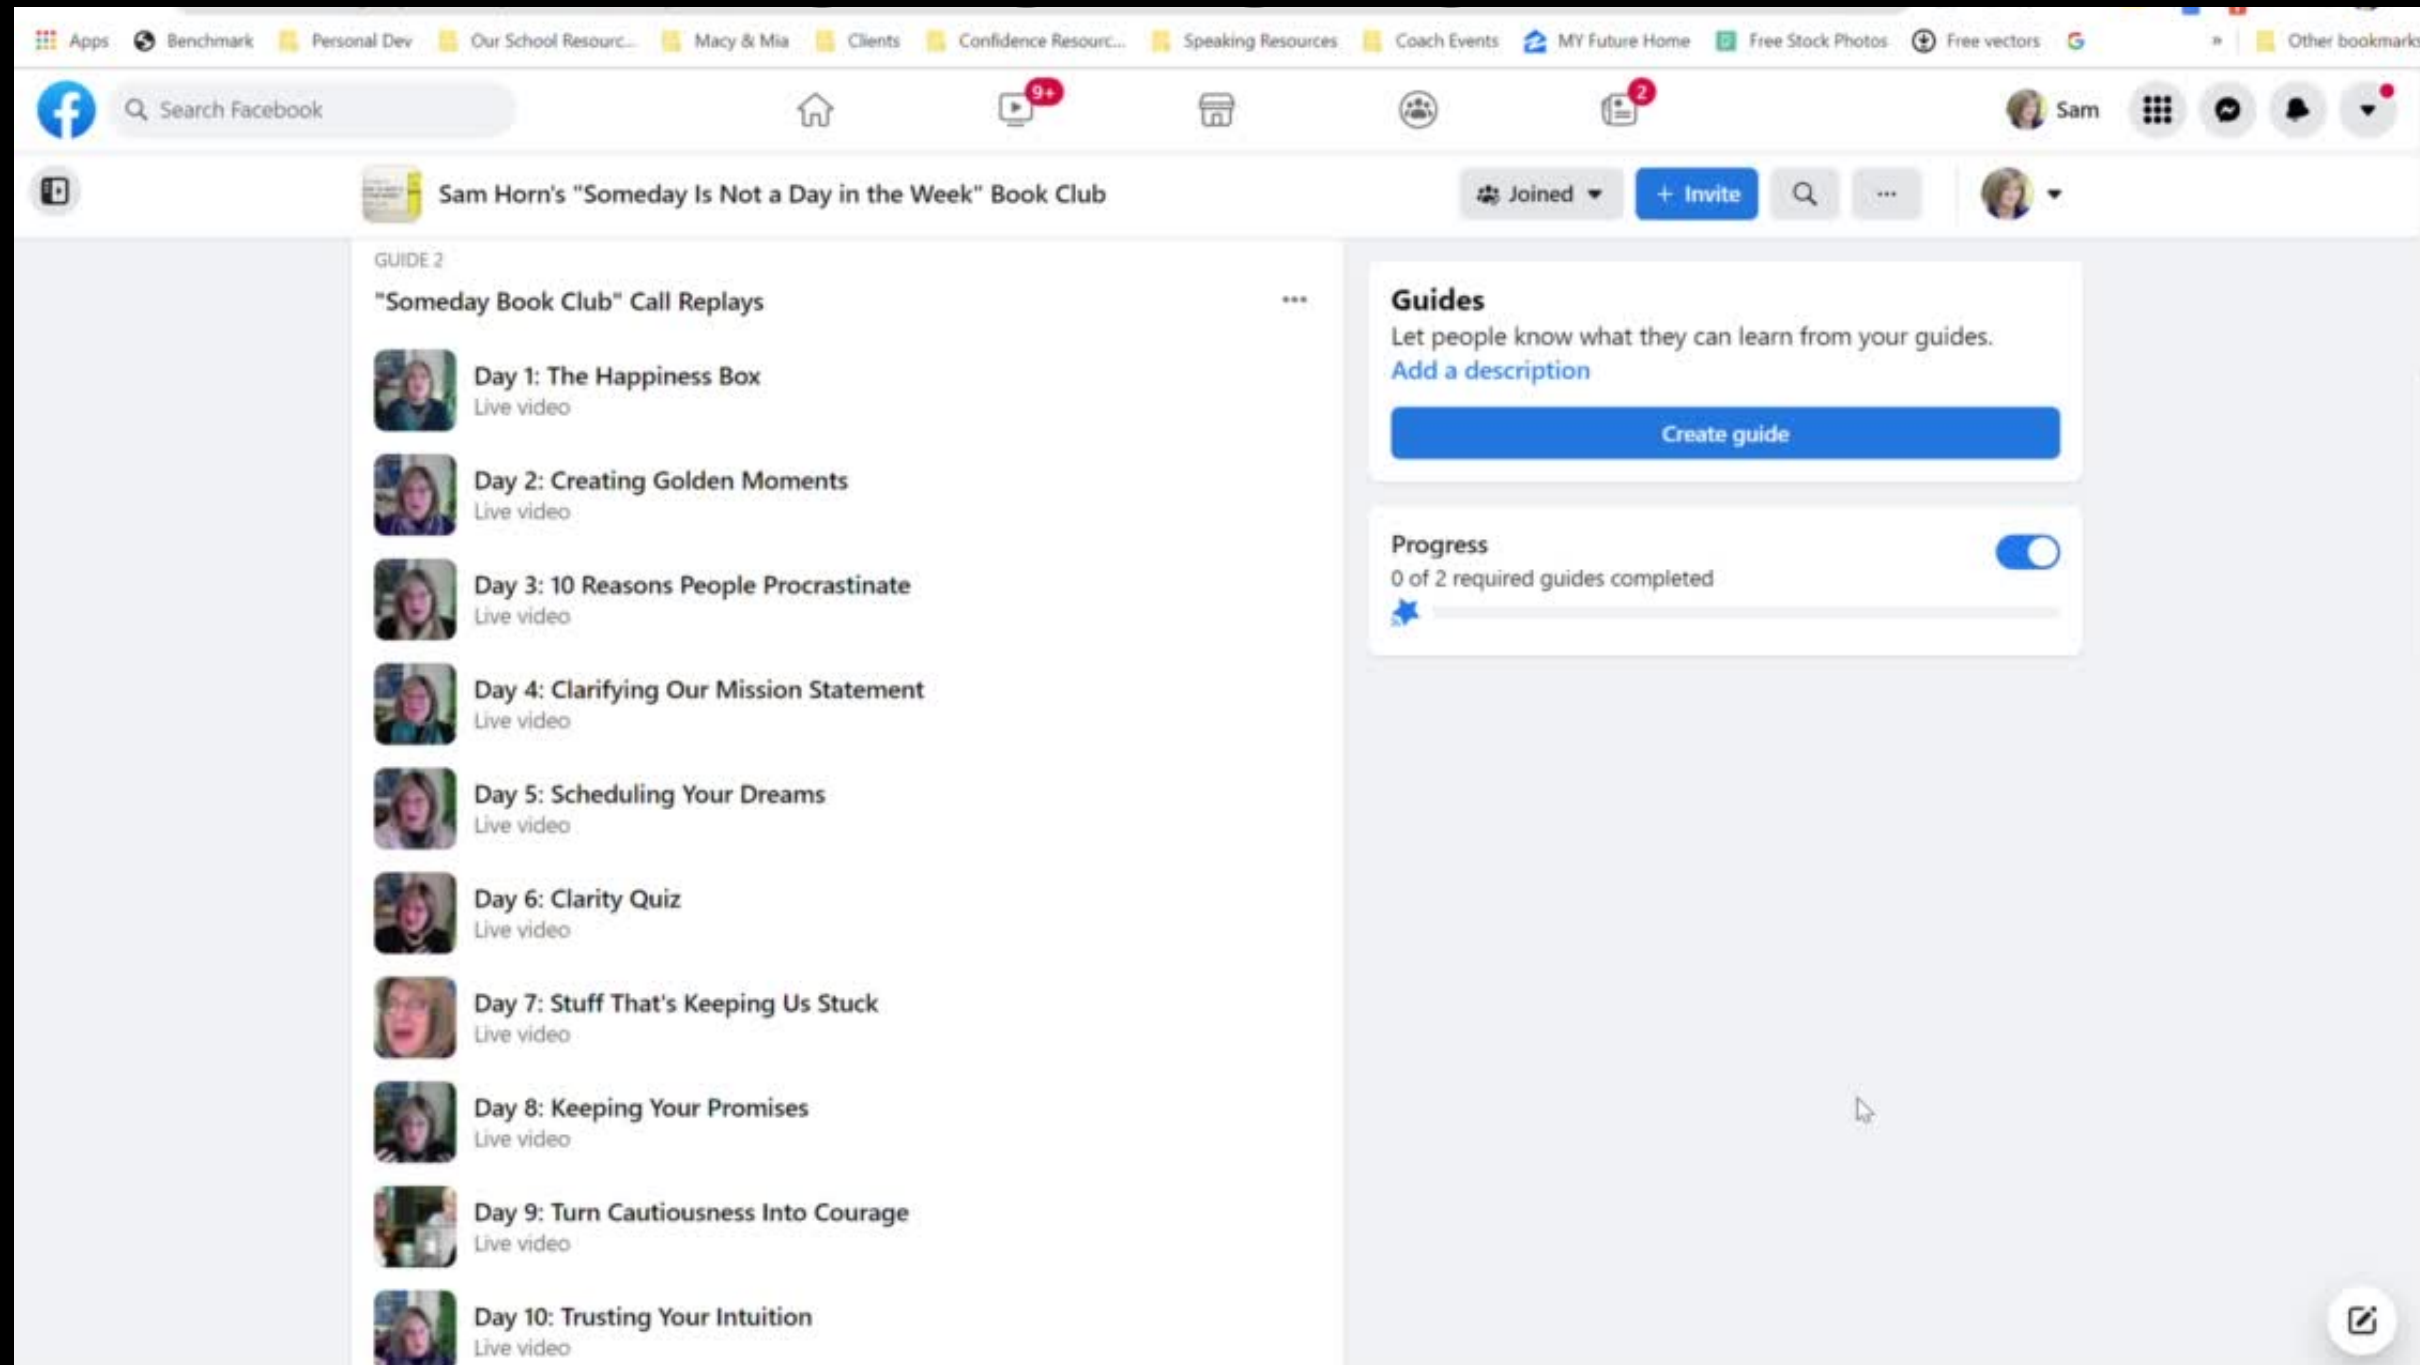 Apps Benchmark Personal Dev Our School Resourc... Macy & Mia Clients Confidence Resourc... Speaking Resources Coach Events MY Future Home Free Stock Photos Free vectors » Other bookmarks
Search Facebook 9+ 2 Sam
Sam Horn's "Someday Is Not a Day in the Week" Book Club Joined + Invite ...
GUIDE 2
"Someday Book Club" Call Replays
Day 1: The Happiness Box
Live video
Day 2: Creating Golden Moments
Live video
Day 3: 10 Reasons People Procrastinate
Live video
Day 4: Clarifying Our Mission Statement
Live video
Day 5: Scheduling Your Dreams
Live video
Day 6: Clarity Quiz
Live video
Day 7: Stuff That's Keeping Us Stuck
Live video
Day 8: Keeping Your Promises
Live video
Day 9: Turn Cautiousness Into Courage
Live video
Day 10: Trusting Your Intuition
Live video
Guides
Let people know what they can learn from your guides.
Add a description
Create guide
Progress
0 of 2 required guides completed